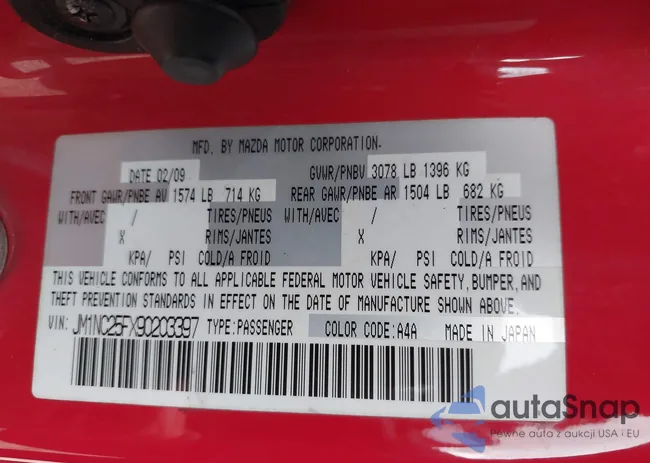 MFD. BY MAZDA MOTOR CORPORATION.
DATE 02/09 GVWR/PNBV 3078 LB 1396 KG
FRONT GAWR/PNBE AV 1574 LB 714 KG REAR GAWR/PNBE AR 1504 LB 682 KG
WITH/AVEC / TIRES/PNEUS WITH/AVEC / TIRES/PNEUS
X RIMS/JANTES X RIMS/JANTES
KPA/ PSI COLD/A FROID KPA/ PSI COLD/A FROID
THIS VEHICLE CONFORMS TO ALL APPLICABLE FEDERAL MOTOR VEHICLE SAFETY, BUMPER, AND
THEFT PREVENTION STANDARDS IN EFFECT ON THE DATE OF MANUFACTURE SHOWN ABOVE.
VIN: JM1NC25FX90203397 TYPE:PASSENGER COLOR CODE:A4A MADE IN JAPAN
autaSnap
Pewne auta z aukcji USA i EU